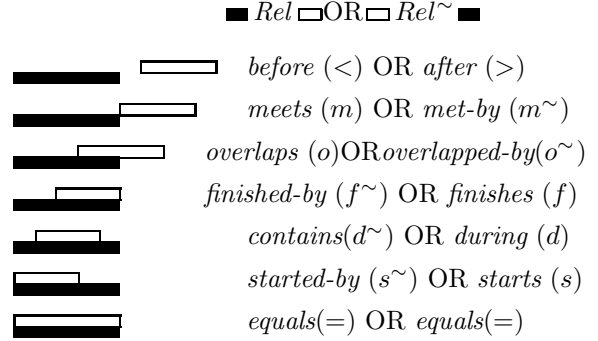 Rel OR Rel~
before (<) OR after (>)
meets (m) OR met-by (m~)
overlaps (o)ORoverlapped-by(o~)
finished-by (f~) OR finishes (f)
contains(d~) OR during (d)
started-by (s~) OR starts (s)
equals(=) OR equals(=)